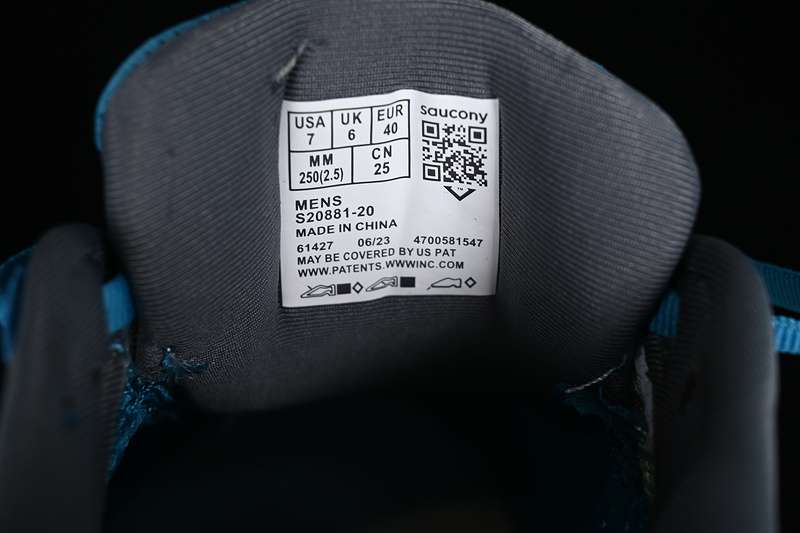 saucony
USA UK EUR
7 6 40
MM CN
250(2.5) 25
MENS
S20881-20
MADE IN CHINA
61427 06/23 4700581547
MAY BE COVERED BY US PAT
WWW.PATENTS.WWWINC.COM